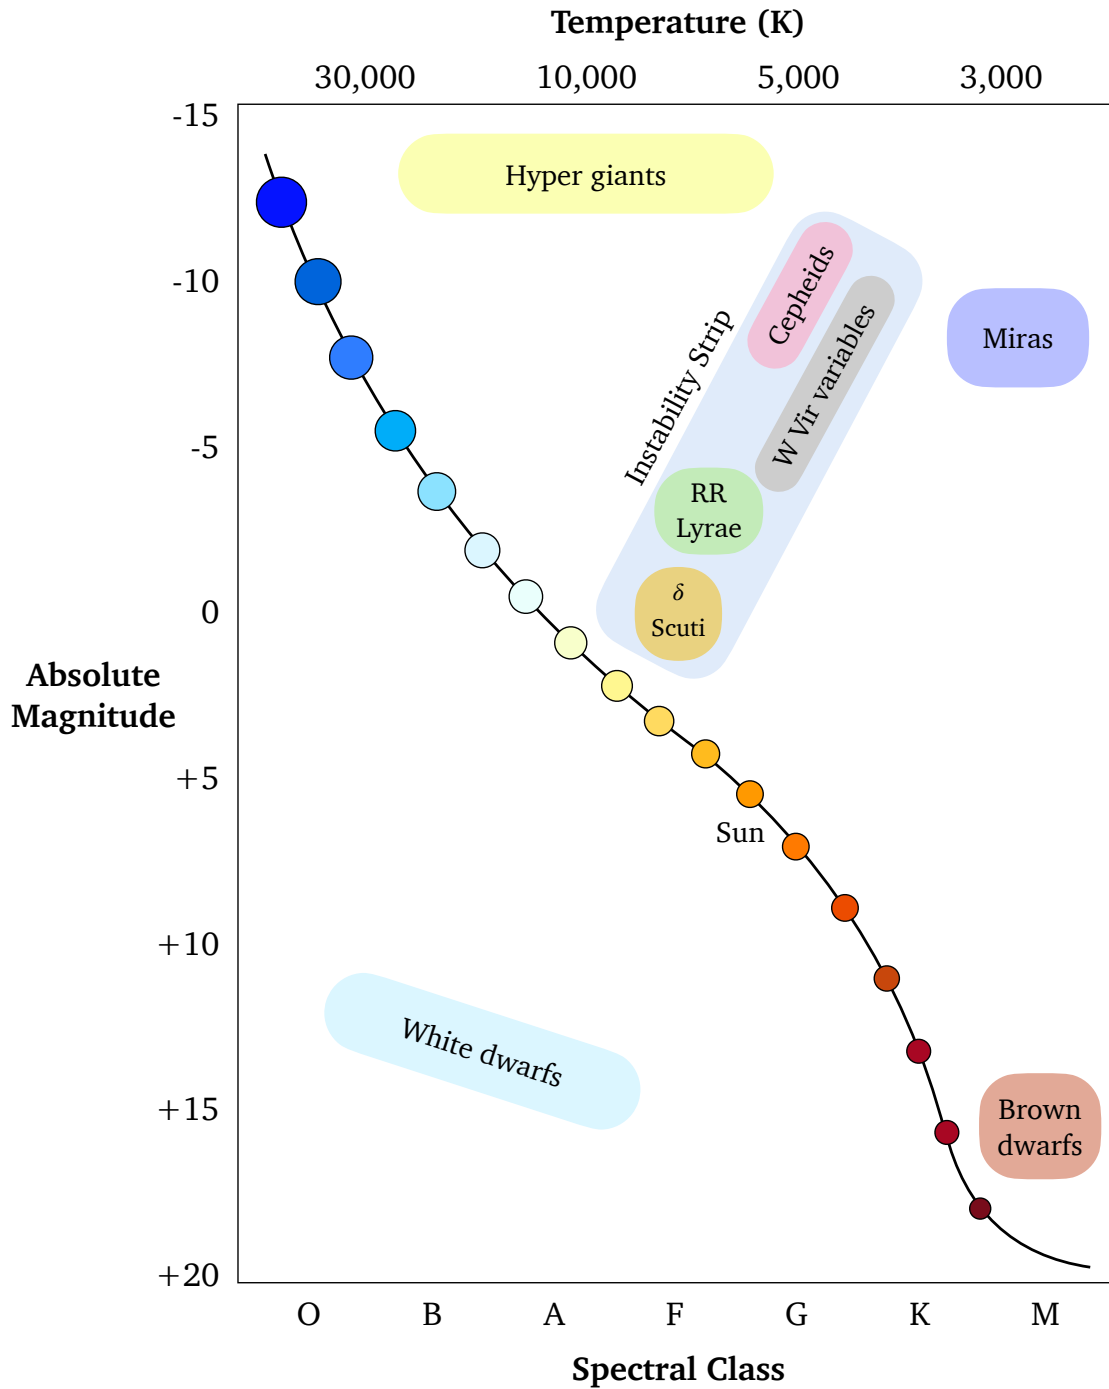 Temperature (K)
30,000 10,000 5,000 3,000
-15
Hyper giants
-10
Cepheids
W Vir variables
Instability Strip
Miras
-5
RR
Lyrae
δ
Scuti
0
Absolute
Magnitude
+5
Sun
+10
White dwarfs
+15
Brown
dwarfs
+20
O B A F G K M
Spectral Class